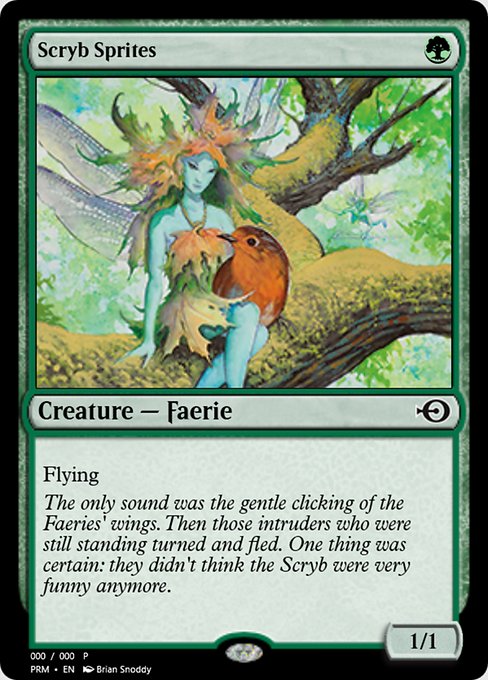 Scryb Sprites
Creature — Faerie
Flying
The only sound was the gentle clicking of the
Faeries' wings. Then those intruders who were
still standing turned and fled. One thing was
certain: they didn't think the Scryb were very
funny anymore.
1/1
000 / 000 P
PRM • EN Brian Snoddy